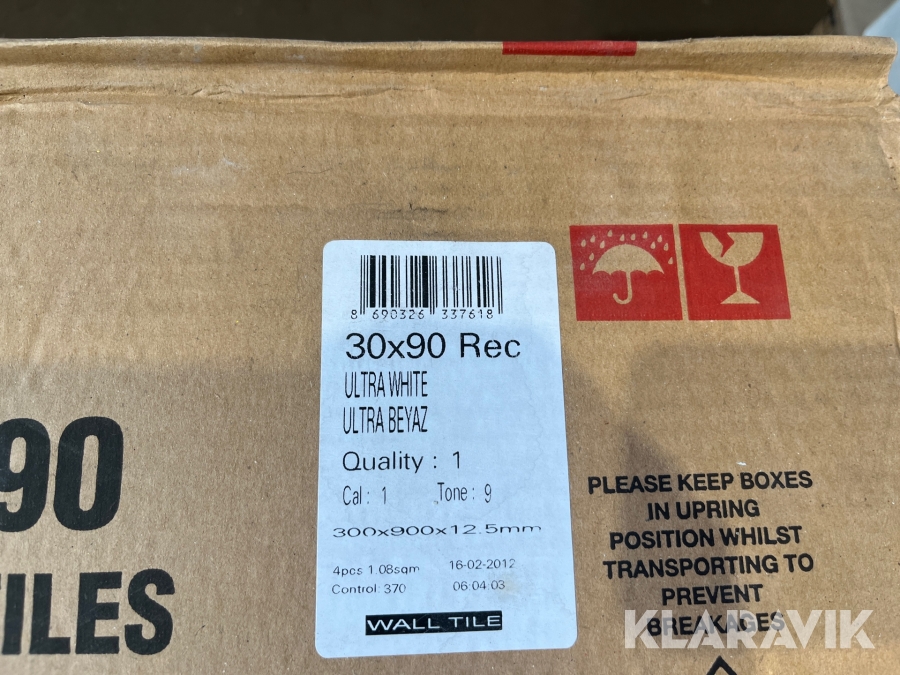 8 690326 337618
30x90 Rec
ULTRA WHITE
ULTRA BEYAZ
Quality : 1
Cal : 1 Tone : 9
300x900x12.5mm
4pcs 1.08sqm 16-02-2012
Control: 370 06:04:03
WALL TILE
90
ILES
PLEASE KEEP BOXES
IN UPRING
POSITION WHILST
TRANSPORTING TO
PREVENT
BREAKAGES
KLARAVIK